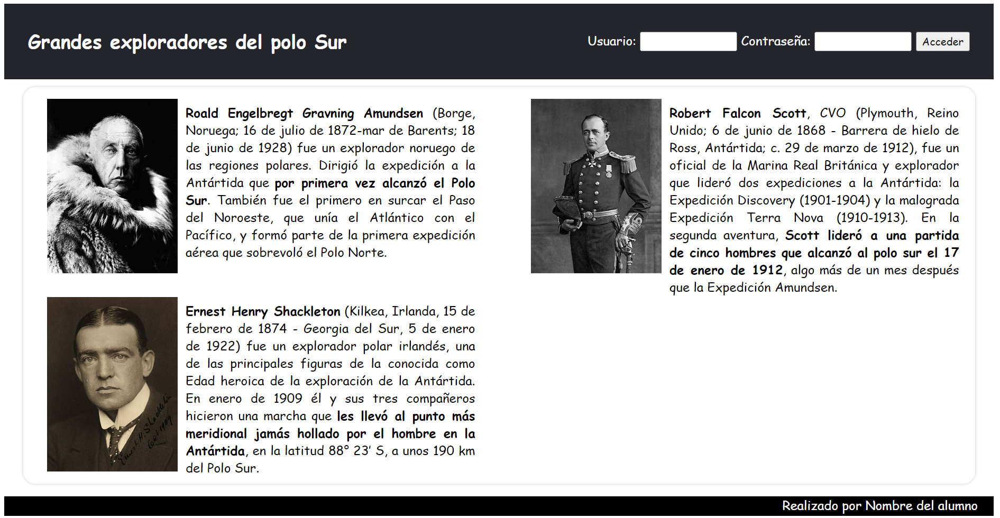 Grandes exploradores del polo Sur
Usuario:
Contraseña:
Acceder
Roald Engelbregt Gravning Amundsen (Borge,
Noruega; 16 de julio de 1872-mar de Barents; 18
de junio de 1928) fue un explorador noruego de
las regiones polares. Dirigió la expedición a la
Antártida que por primera vez alcanzó el Polo
Sur. También fue el primero en surcar el Paso
del Noroeste, que unía el Atlántico con el
Pacífico, y formó parte de la primera expedición
aérea que sobrevoló el Polo Norte.
Robert Falcon Scott, CVO (Plymouth, Reino
Unido; 6 de junio de 1868 - Barrera de hielo de
Ross, Antártida; c. 29 de marzo de 1912), fue un
oficial de la Marina Real Británica y explorador
que lideró dos expediciones a la Antártida: la
Expedición Discovery (1901-1904) y la malograda
Expedición Terra Nova (1910-1913). En la
segunda aventura, Scott lideró a una partida
de cinco hombres que alcanzó al polo sur el 17
de enero de 1912, algo más de un mes después
que la Expedición Amundsen.
Ernest H. Shackleton
Oct 1909
Ernest Henry Shackleton (Kilkea, Irlanda, 15 de
febrero de 1874 - Georgia del Sur, 5 de enero
de 1922) fue un explorador polar irlandés, una
de las principales figuras de la conocida como
Edad heroica de la exploración de la Antártida.
En enero de 1909 él y sus tres compañeros
hicieron una marcha que les llevó al punto más
meridional jamás hollado por el hombre en la
Antártida, en la latitud 88° 23′ S, a unos 190 km
del Polo Sur.
Realizado por Nombre del alumno